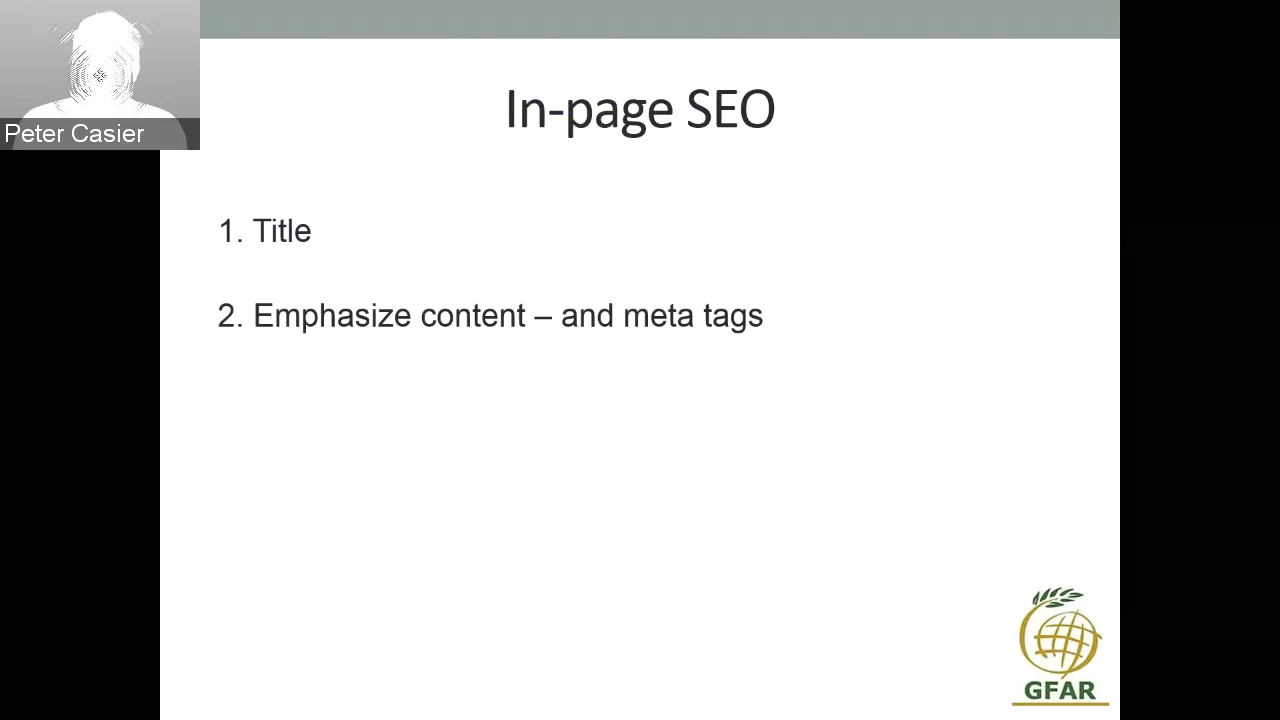 Peter Casier
In-page SEO
1. Title
2. Emphasize content – and meta tags
GFAR